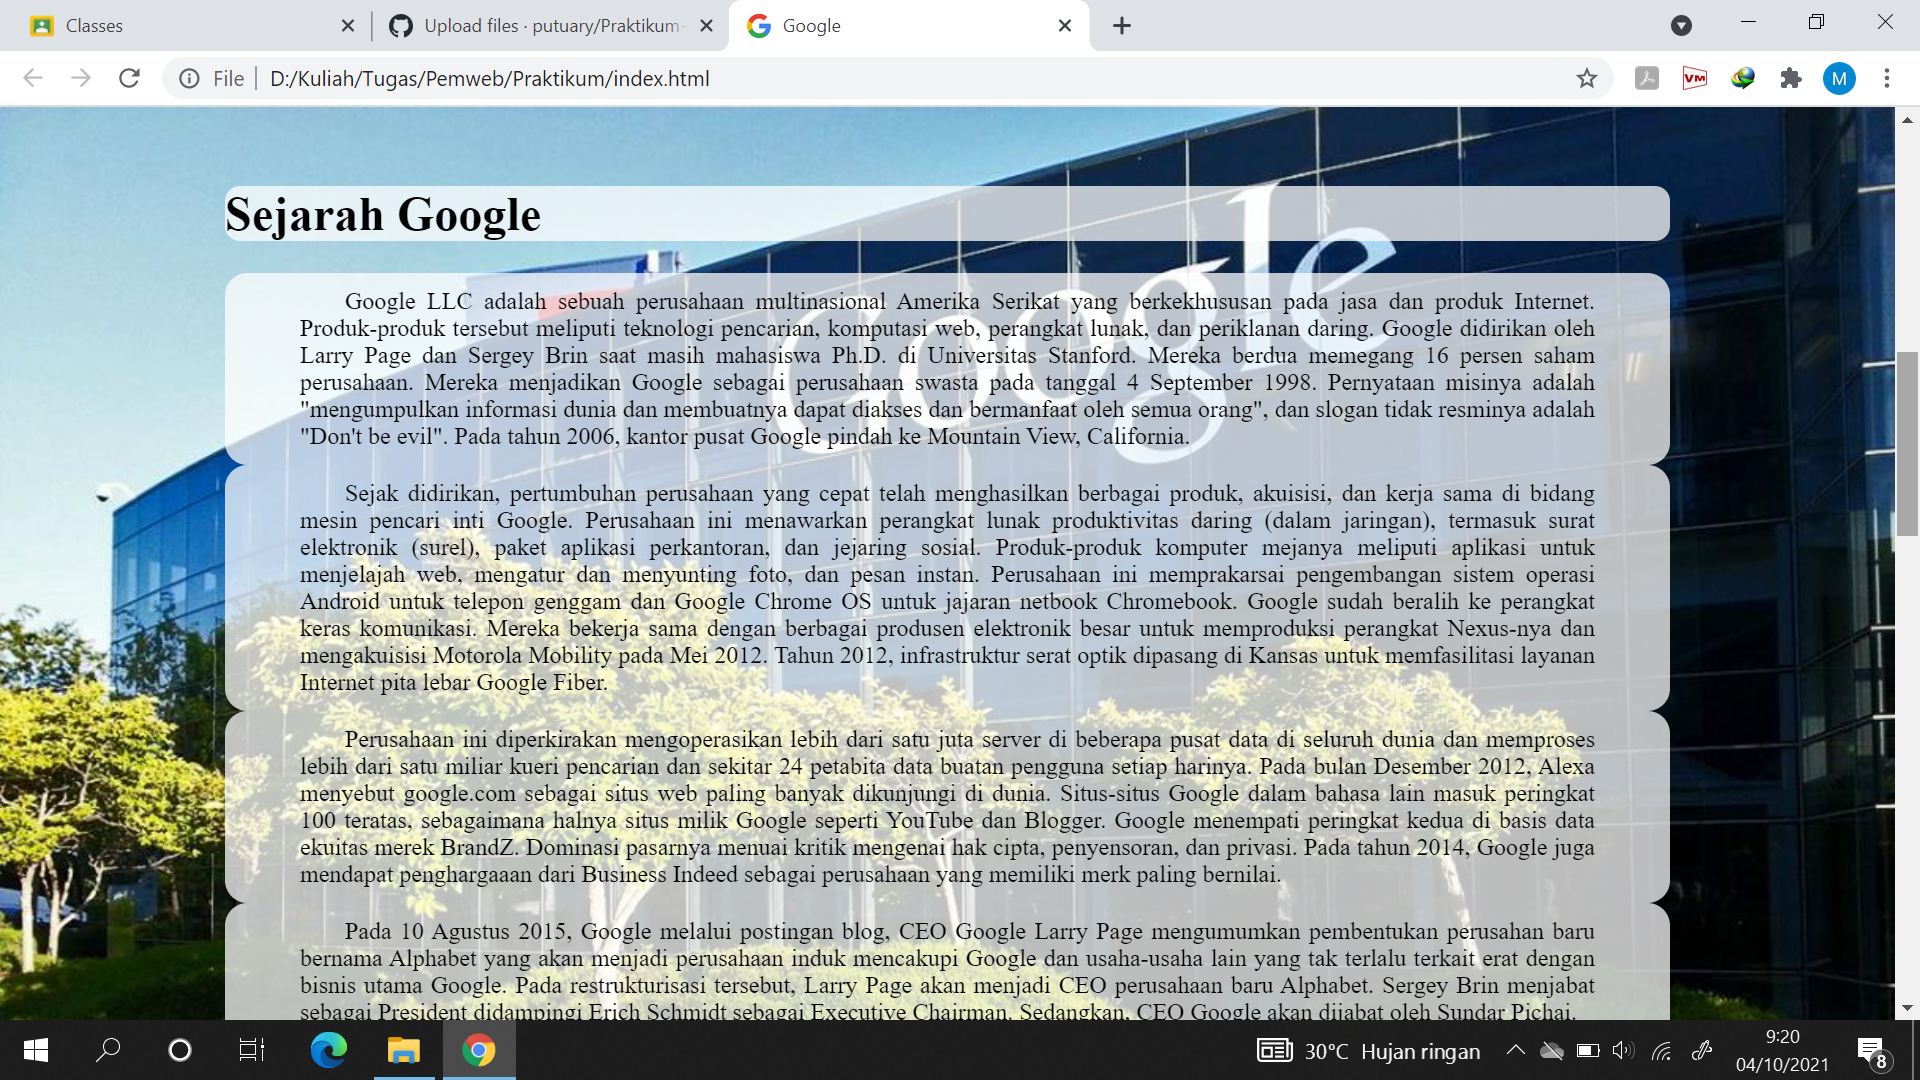 Classes
Upload files · putuary/Praktikum-
Google
File
D:/Kuliah/Tugas/Pemweb/Praktikum/index.html
VM
M
Google
Sejarah Google
Google LLC adalah sebuah perusahaan multinasional Amerika Serikat yang berkekhususan pada jasa dan produk Internet.
Produk-produk tersebut meliputi teknologi pencarian, komputasi web, perangkat lunak, dan periklanan daring. Google didirikan oleh
Larry Page dan Sergey Brin saat masih mahasiswa Ph.D. di Universitas Stanford. Mereka berdua memegang 16 persen saham
perusahaan. Mereka menjadikan Google sebagai perusahaan swasta pada tanggal 4 September 1998. Pernyataan misinya adalah
"mengumpulkan informasi dunia dan membuatnya dapat diakses dan bermanfaat oleh semua orang", dan slogan tidak resminya adalah
"Don't be evil". Pada tahun 2006, kantor pusat Google pindah ke Mountain View, California.
Sejak didirikan, pertumbuhan perusahaan yang cepat telah menghasilkan berbagai produk, akuisisi, dan kerja sama di bidang
mesin pencari inti Google. Perusahaan ini menawarkan perangkat lunak produktivitas daring (dalam jaringan), termasuk surat
elektronik (surel), paket aplikasi perkantoran, dan jejaring sosial. Produk-produk komputer mejanya meliputi aplikasi untuk
menjelajah web, mengatur dan menyunting foto, dan pesan instan. Perusahaan ini memprakarsai pengembangan sistem operasi
Android untuk telepon genggam dan Google Chrome OS untuk jajaran netbook Chromebook. Google sudah beralih ke perangkat
keras komunikasi. Mereka bekerja sama dengan berbagai produsen elektronik besar untuk memproduksi perangkat Nexus-nya dan
mengakuisisi Motorola Mobility pada Mei 2012. Tahun 2012, infrastruktur serat optik dipasang di Kansas untuk memfasilitasi layanan
Internet pita lebar Google Fiber.
Perusahaan ini diperkirakan mengoperasikan lebih dari satu juta server di beberapa pusat data di seluruh dunia dan memproses
lebih dari satu miliar kueri pencarian dan sekitar 24 petabita data buatan pengguna setiap harinya. Pada bulan Desember 2012, Alexa
menyebut google.com sebagai situs web paling banyak dikunjungi di dunia. Situs-situs Google dalam bahasa lain masuk peringkat
100 teratas, sebagaimana halnya situs milik Google seperti YouTube dan Blogger. Google menempati peringkat kedua di basis data
ekuitas merek BrandZ. Dominasi pasarnya menuai kritik mengenai hak cipta, penyensoran, dan privasi. Pada tahun 2014, Google juga
mendapat penghargaaan dari Business Indeed sebagai perusahaan yang memiliki merk paling bernilai.
Pada 10 Agustus 2015, Google melalui postingan blog, CEO Google Larry Page mengumumkan pembentukan perusahan baru
bernama Alphabet yang akan menjadi perusahaan induk mencakupi Google dan usaha-usaha lain yang tak terlalu terkait erat dengan
bisnis utama Google. Pada restrukturisasi tersebut, Larry Page akan menjadi CEO perusahaan baru Alphabet. Sergey Brin menjabat
sebagai President didampingi Erich Schmidt sebagai Executive Chairman. Sedangkan, CEO Google akan dijabat oleh Sundar Pichai.
30°C Hujan ringan
9:20
04/10/2021
8